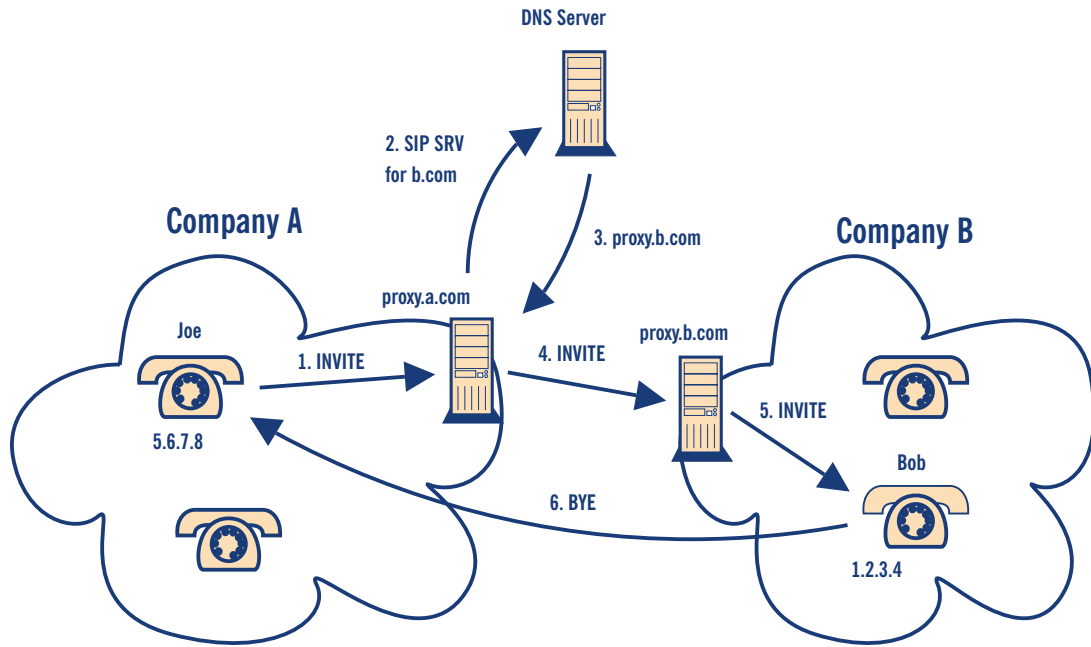 DNS Server
2. SIP SRV
for b.com
Company A
3. proxy.b.com
Company B
proxy.a.com
Joe
proxy.b.com
1. INVITE
4. INVITE
5. INVITE
5.6.7.8
Bob
6. BYE
1.2.3.4